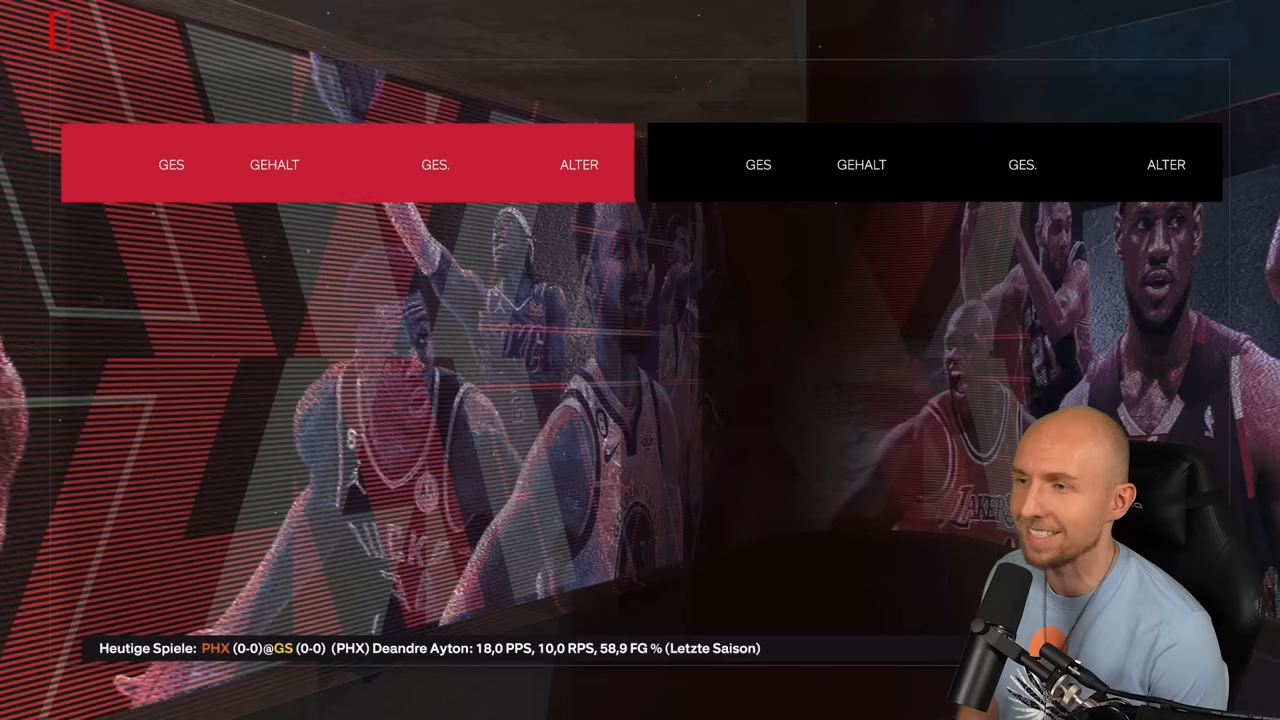 GES GEHALT GES. ALTER GES GEHALT GES. ALTER
LAKERS
Heutige Spiele: PHX (0-0)@GS (0-0) (PHX) Deandre Ayton: 18,0 PPS, 10,0 RPS, 58,9 FG % (Letzte Saison)